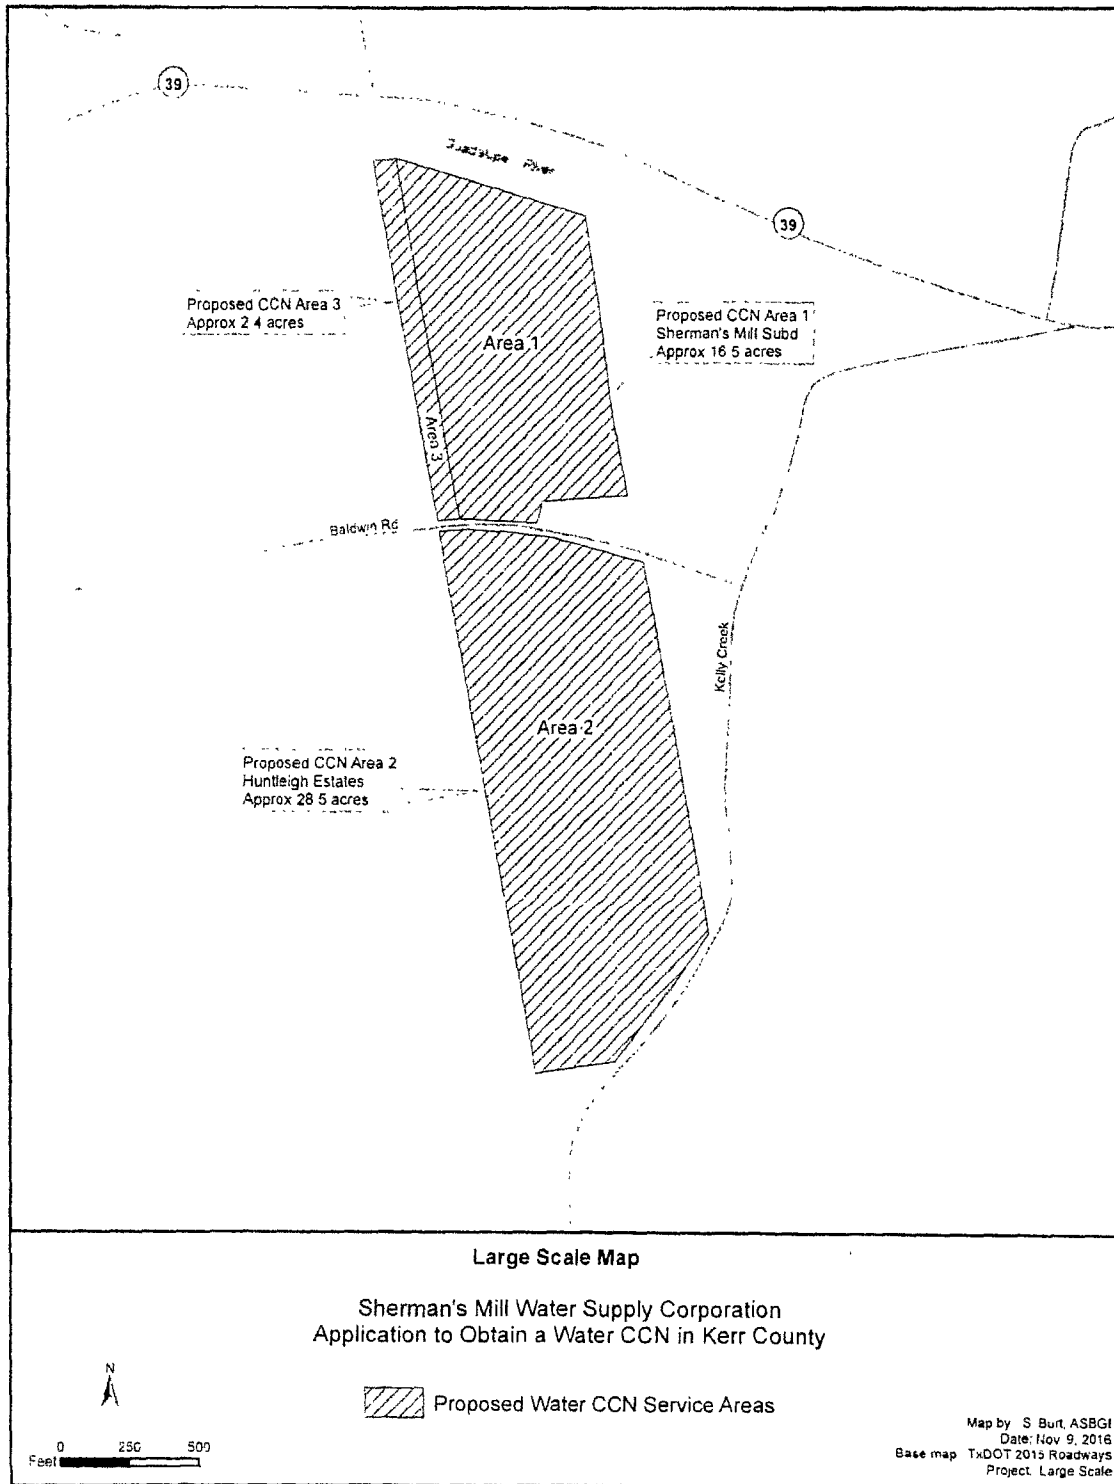 39
Guadalupe River
39
Proposed CCN Area 3
Approx 2 4 acres
Proposed CCN Area 1
Sherman's Mill Subd
Approx 16 5 acres
Area 1
Area 3
Baldwin Rd
Kelly Creek
Area 2
Proposed CCN Area 2
Huntleigh Estates
Approx 28 5 acres
Large Scale Map
Sherman's Mill Water Supply Corporation
Application to Obtain a Water CCN in Kerr County
N
Proposed Water CCN Service Areas
0 250 500
Feet
Map by S Burt, ASBGI
Date: Nov 9, 2016
Base map TxDOT 2015 Roadways
Project Large Scale